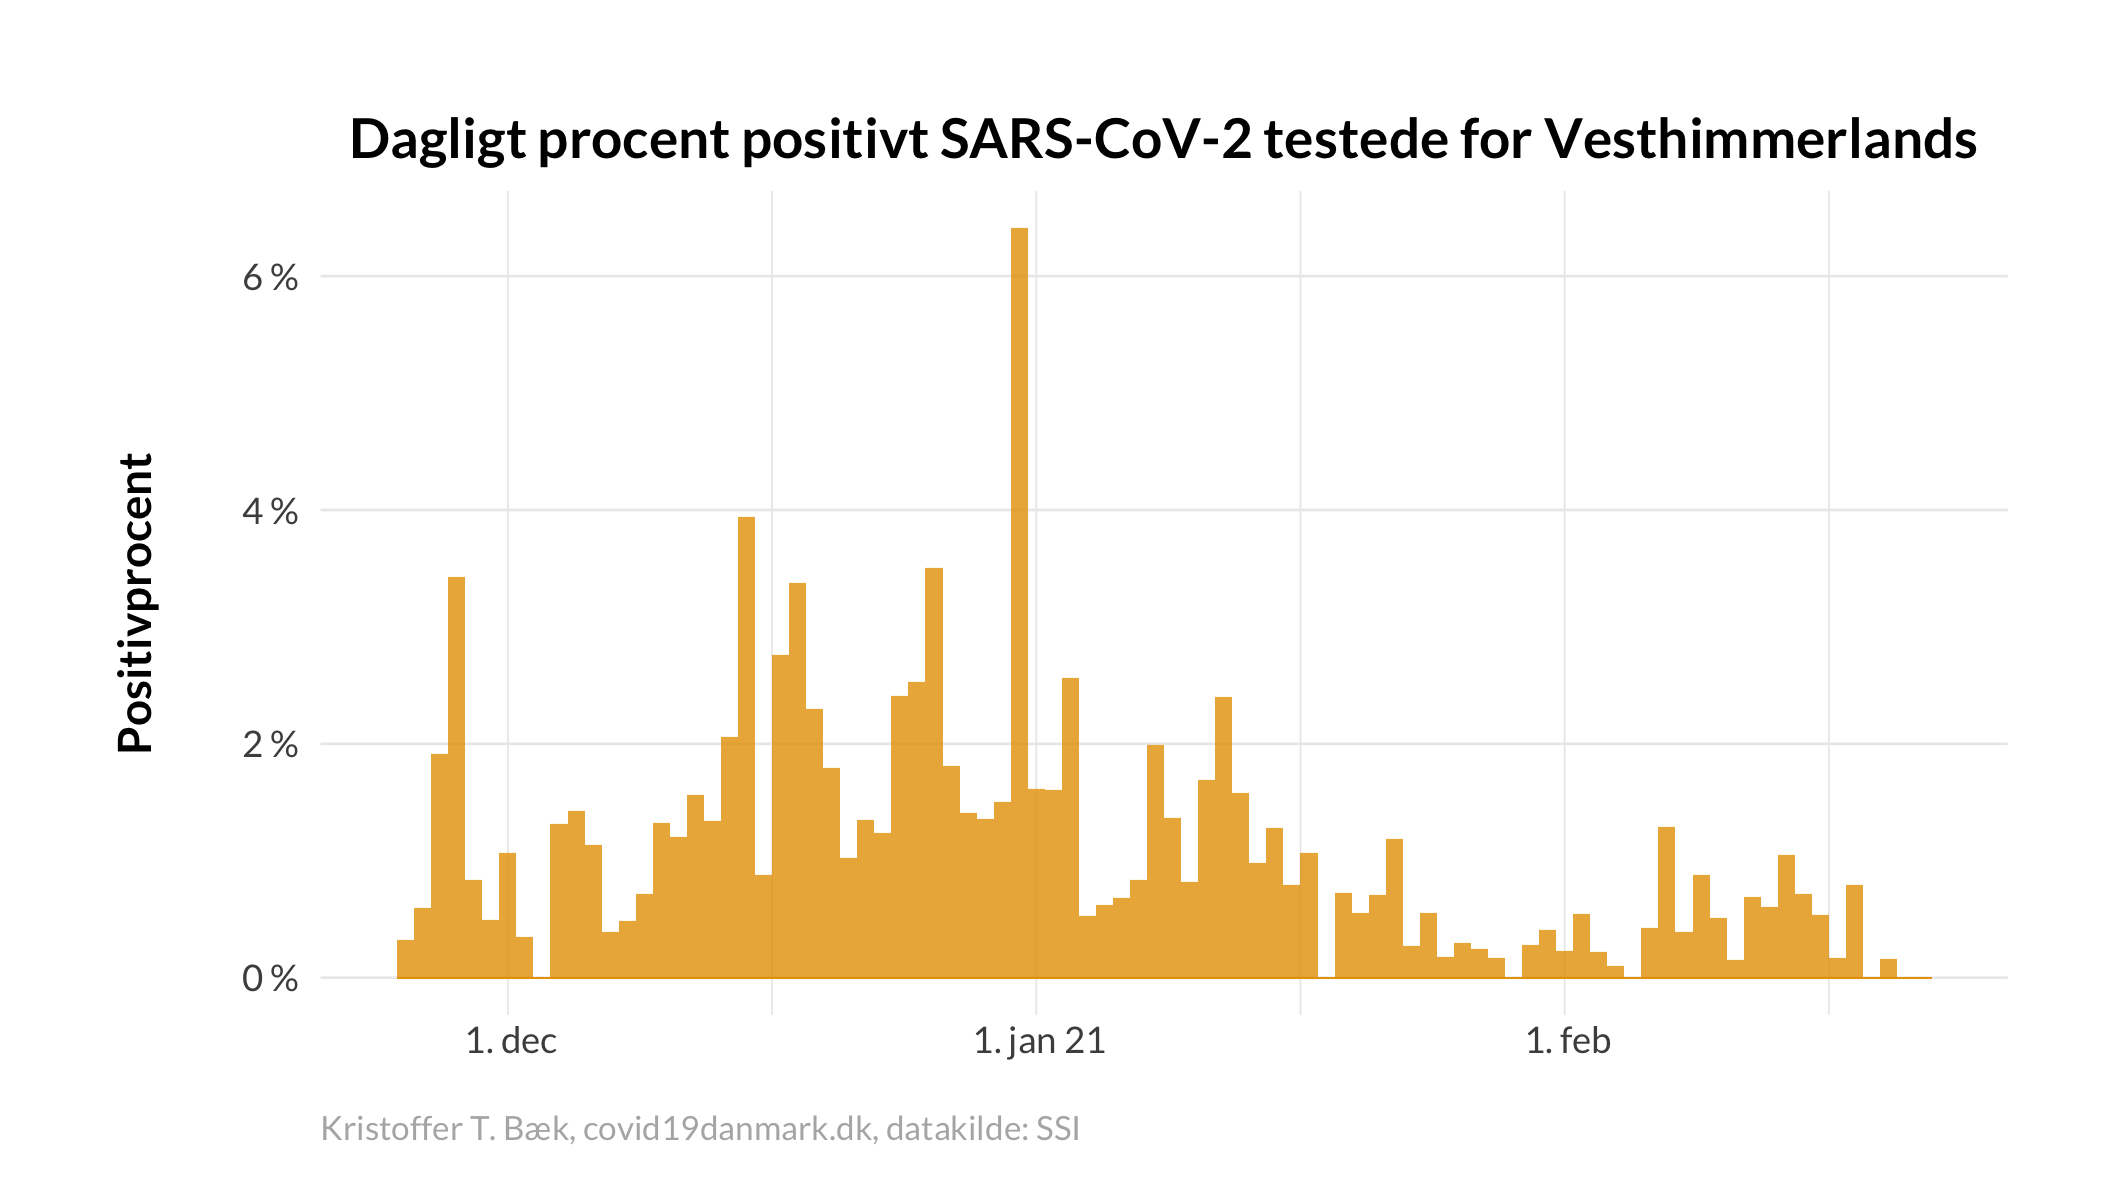 Dagligt procent positivt SARS-CoV-2 testede for Vesthimmerlands
Positivprocent
6 %
4 %
2 %
0 %
1. dec
1. jan 21
1. feb
Kristoffer T. Bæk, covid19danmark.dk, datakilde: SSI